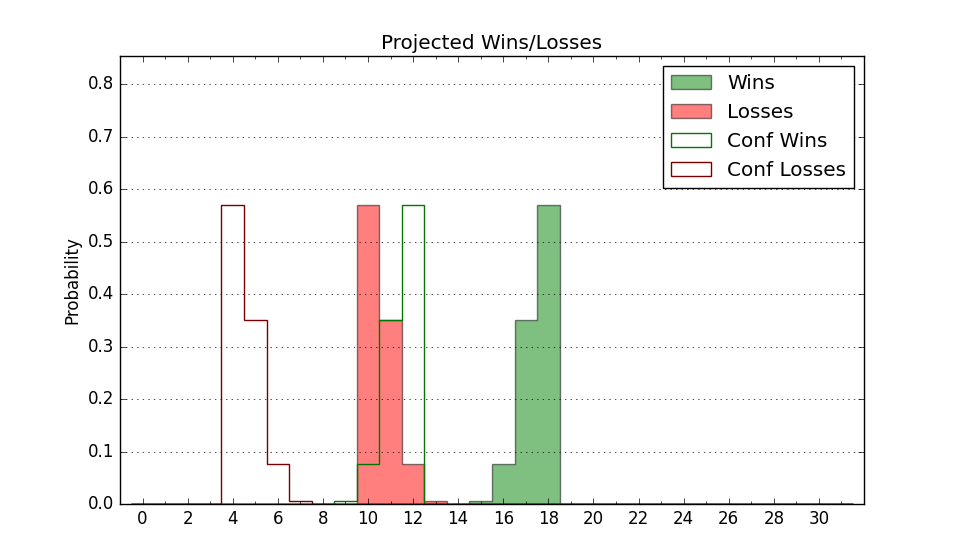 Projected Wins/Losses
0.8
0.7
0.6
0.5
0.4
0.3
0.2
0.1
0.0
Probability
Wins
Losses
Conf Wins
Conf Losses
0 2 4 6 8 10 12 14 16 18 20 22 24 26 28 30